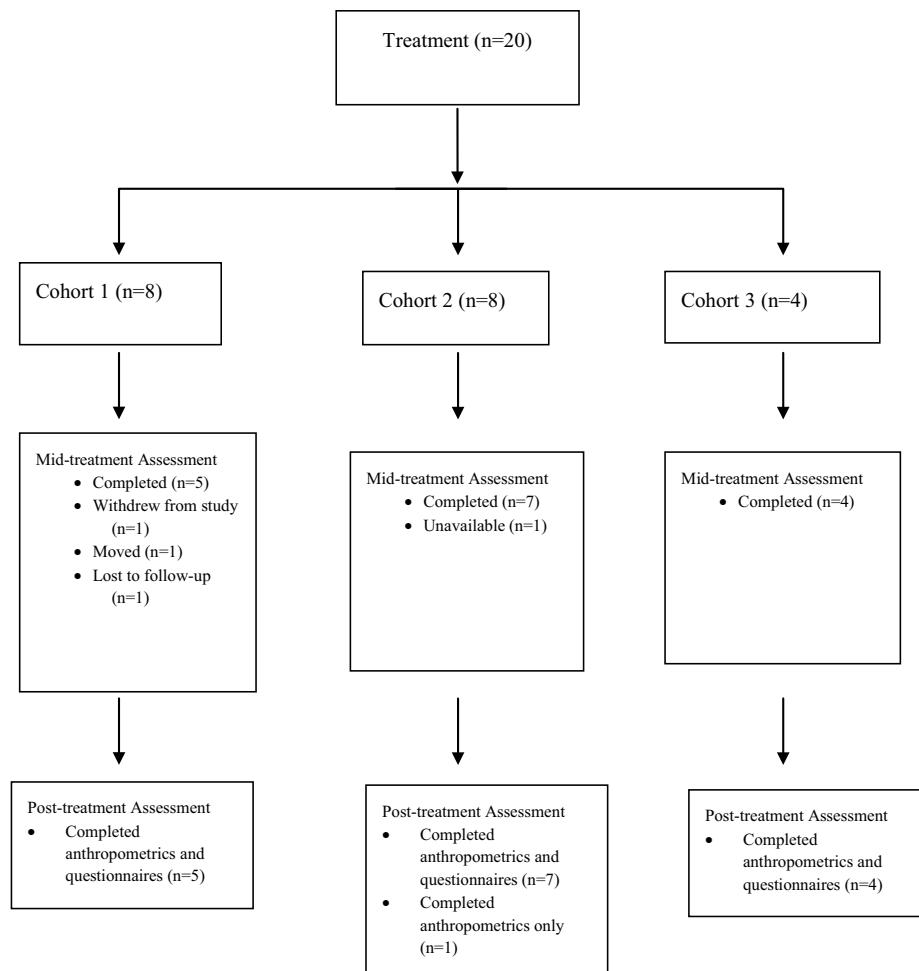 Treatment (n=20)
Cohort 1 (n=8)
Cohort 2 (n=8)
Cohort 3 (n=4)
Mid-treatment Assessment
• Completed (n=5)
• Withdrew from study
(n=1)
• Moved (n=1)
• Lost to follow-up
(n=1)
Mid-treatment Assessment
• Completed (n=7)
• Unavailable (n=1)
Mid-treatment Assessment
• Completed (n=4)
Post-treatment Assessment
• Completed
anthropometrics and
questionnaires (n=5)
Post-treatment Assessment
• Completed
anthropometrics and
questionnaires (n=7)
• Completed
anthropometrics only
(n=1)
Post-treatment Assessment
• Completed
anthropometrics and
questionnaires (n=4)